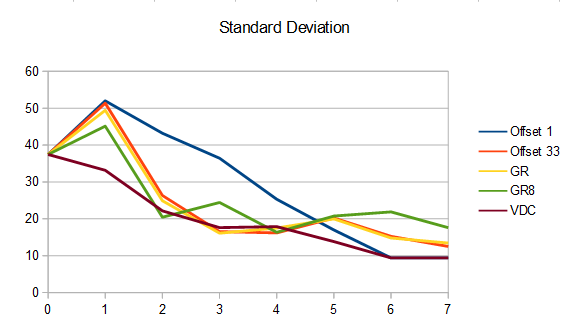 Standard Deviation
60
50
40
30
20
10
0
0 1 2 3 4 5 6 7
Offset 1
Offset 33
GR
GR8
VDC